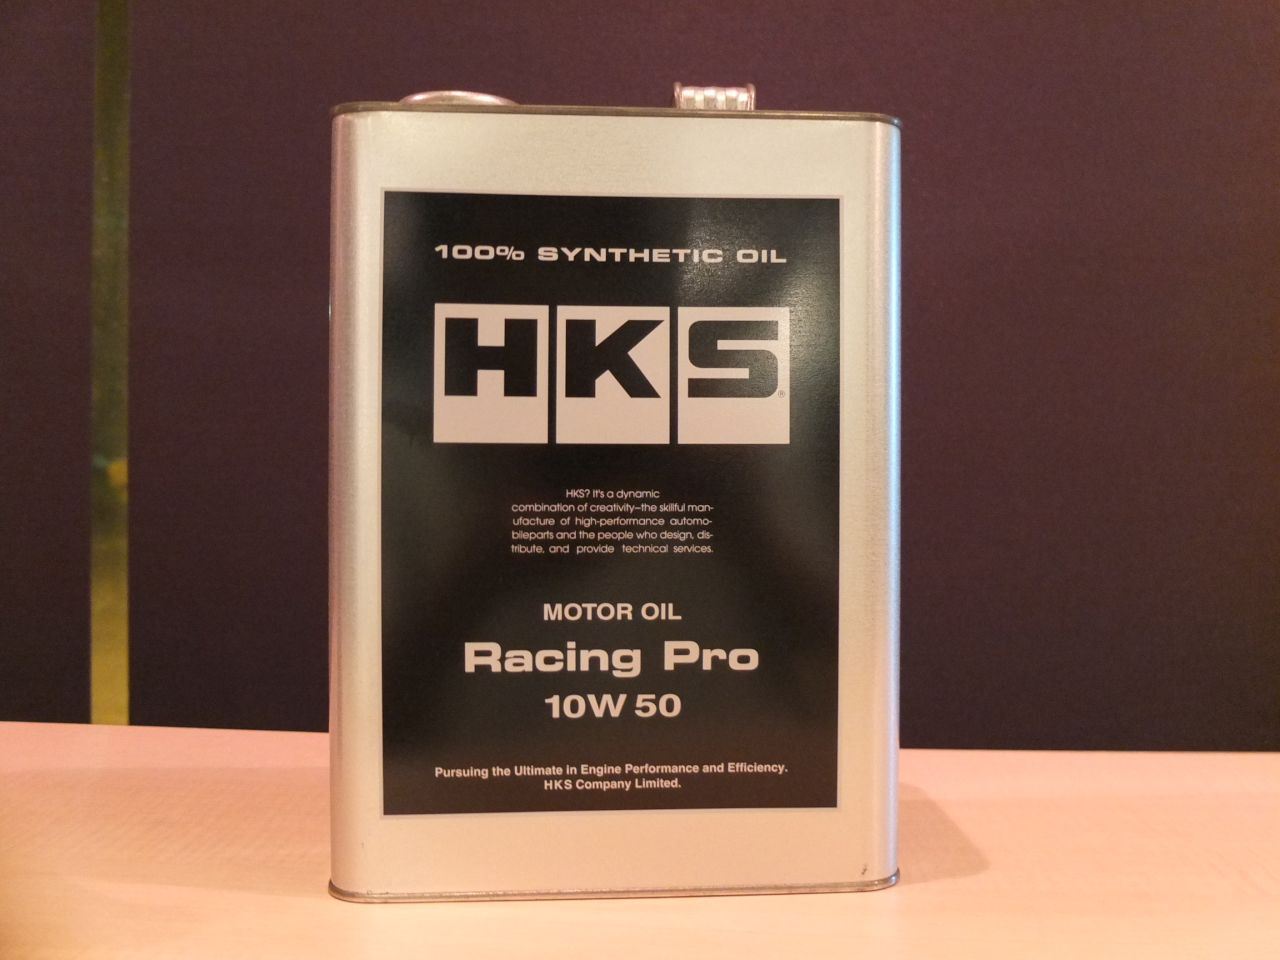 100% SYNTHETIC OIL
HKS®
HKS? It's a dynamic
combination of creativity–the skillful man-
ufacture of high-performance automo-
bileparts and the people who design, dis-
tribute, and provide technical services.
MOTOR OIL
Racing Pro
10W 50
Pursuing the Ultimate in Engine Performance and Efficiency.
HKS Company Limited.